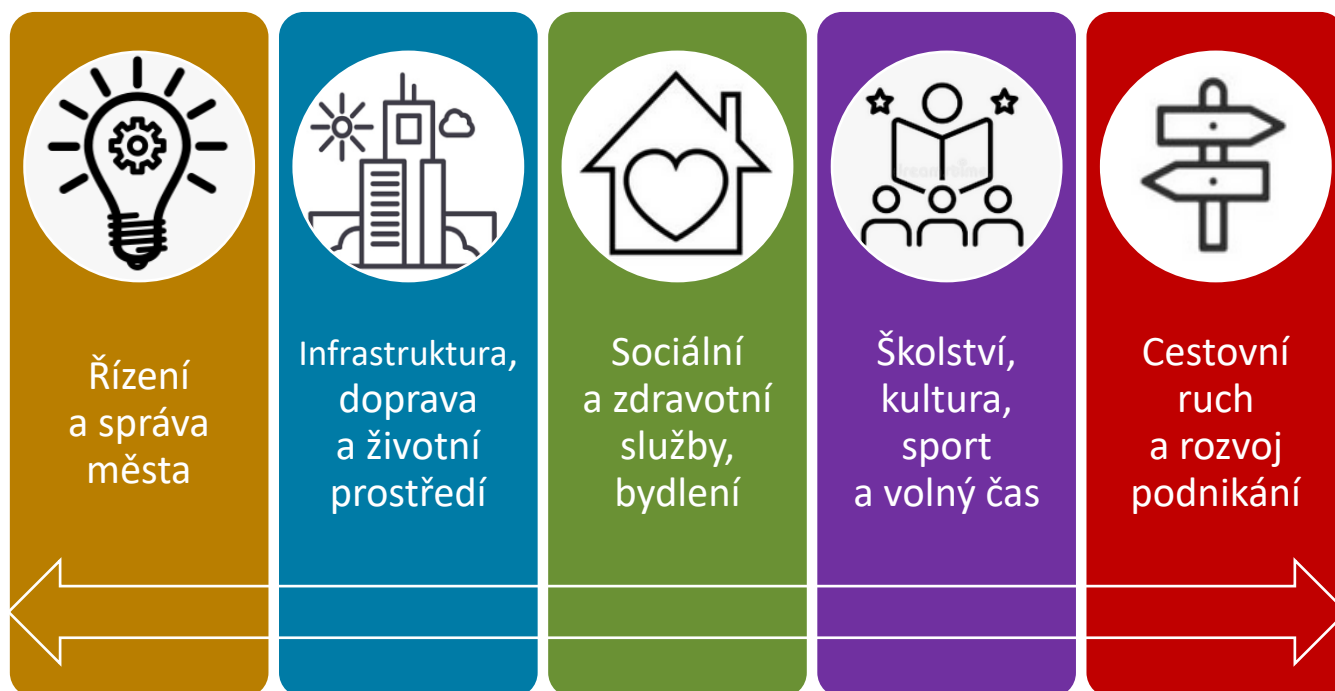 Řízení
a správa
města
Infrastruktura,
doprava
a životní
prostředí
Sociální
a zdravotní
služby,
bydlení
Školství,
kultura,
sport
a volný čas
Cestovní
ruch
a rozvoj
podnikání